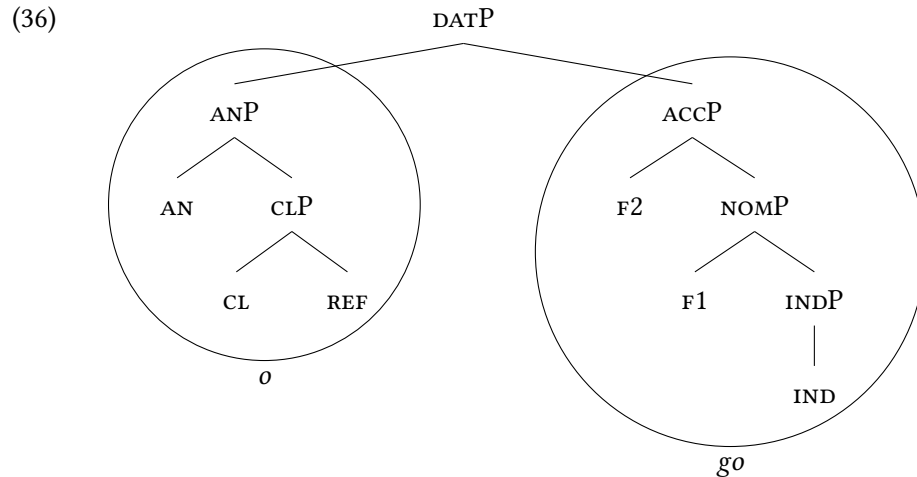 (36) DATP
ANP ACCP
AN CLP F2 NOMP
CL REF F1 INDP
o IND
go